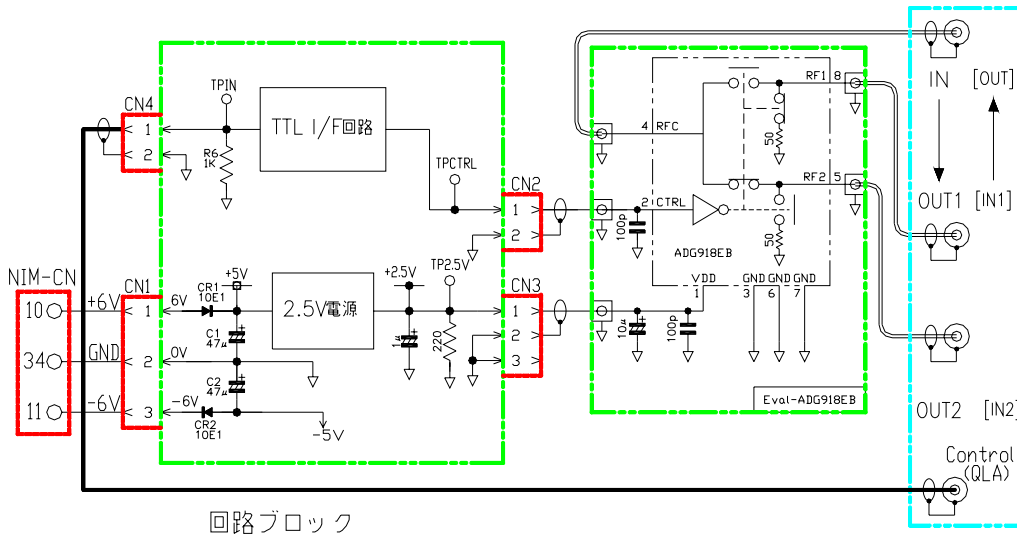 CN4
1
2
TPIN
R6
1K
TTL I/F回路
TPCTRL
CN2
1
2
NIM-CN
10
+6V
34
GND
11
-6V
CN1
1
2
3
6V
0V
-6V
CR1
10E1
+5V
C1
47μ
+
C2
47μ
+
CR2
10E1
-5V
2.5V電源
+2.5V
1μ
+
TP2.5V
220
CN3
1
2
3
4
RFC
RF1
8
50
RF2
5
50
2
CTRL
100p
ADG918EB
VDD
1
GND
3
GND
6
GND
7
10μ
+
100p
Eval-ADG918EB
IN
[OUT]
OUT1
[IN1]
OUT2
[IN2]
Control
(QLA)
回路ブロック